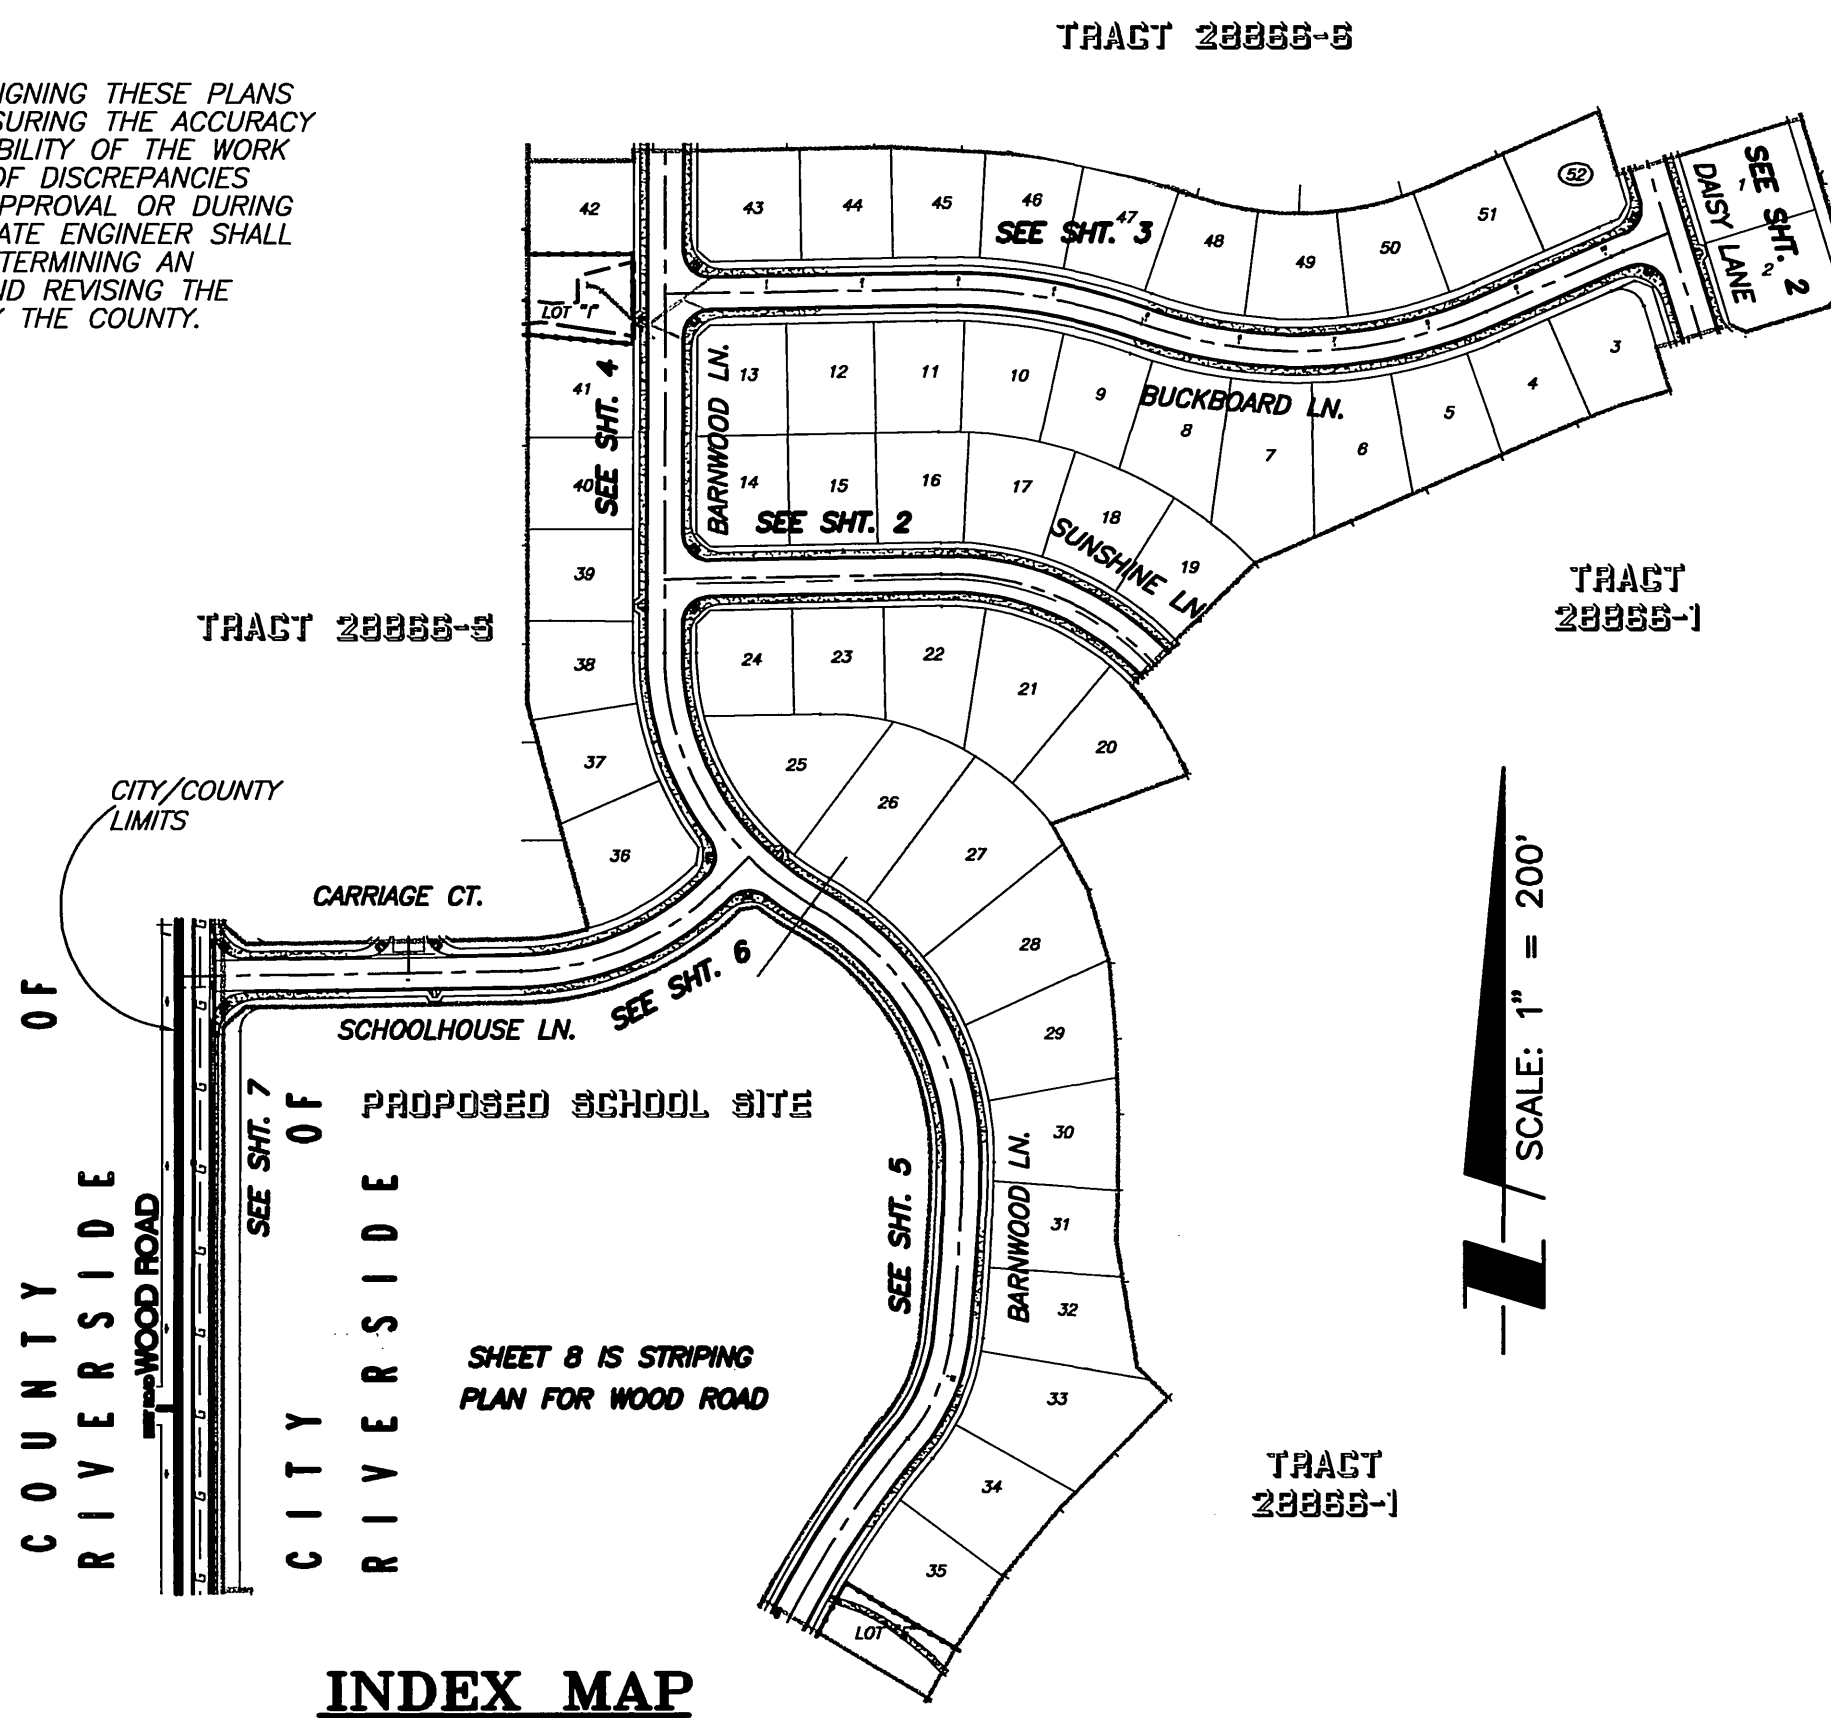 TRACT 28866-6
IGNING THESE PLANS
SURING THE ACCURACY
BILITY OF THE WORK
OF DISCREPANCIES
PPROVAL OR DURING
ATE ENGINEER SHALL
TERMINING AN
ND REVISING THE
Y THE COUNTY.
42
43
44
45
46
47
48
49
50
51
52
SEE SHT. 3
1
2
DAISY LANE
SEE SHT. 2
LOT "I"
41
SEE SHT. 4
BARNWOOD LN.
13
12
11
10
9
8
7
6
5
4
3
BUCKBOARD LN.
40
14
15
16
17
18
19
SEE SHT. 2
SUNSHINE LN.
39
TRACT
28866-1
TRACT 28866-5
38
24
23
22
21
20
37
25
26
27
36
CITY/COUNTY
LIMITS
CARRIAGE CT.
SCHOOLHOUSE LN.
SEE SHT. 6
28
29
30
31
32
33
34
35
SCALE: 1" = 200'
COUNTY OF
RIVERSIDE
WOOD ROAD
G G G G G G G G G
SEE SHT. 7
CITY OF
RIVERSIDE
PROPOSED SCHOOL SITE
SEE SHT. 5
BARNWOOD LN.
SHEET 8 IS STRIPING
PLAN FOR WOOD ROAD
TRACT
28866-1
LOT
INDEX MAP